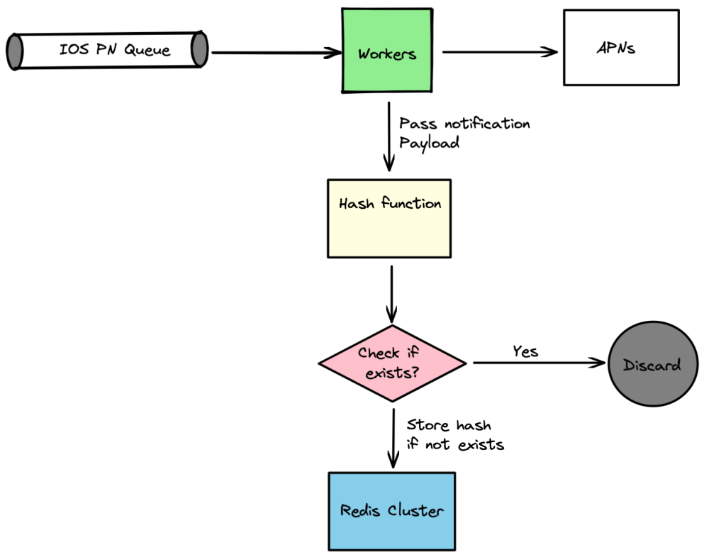 IOS PN Queue
Workers
APNs
Pass notification
Payload
Hash function
Check if
exists?
Yes
Discard
Store hash
if not exists
Redis Cluster